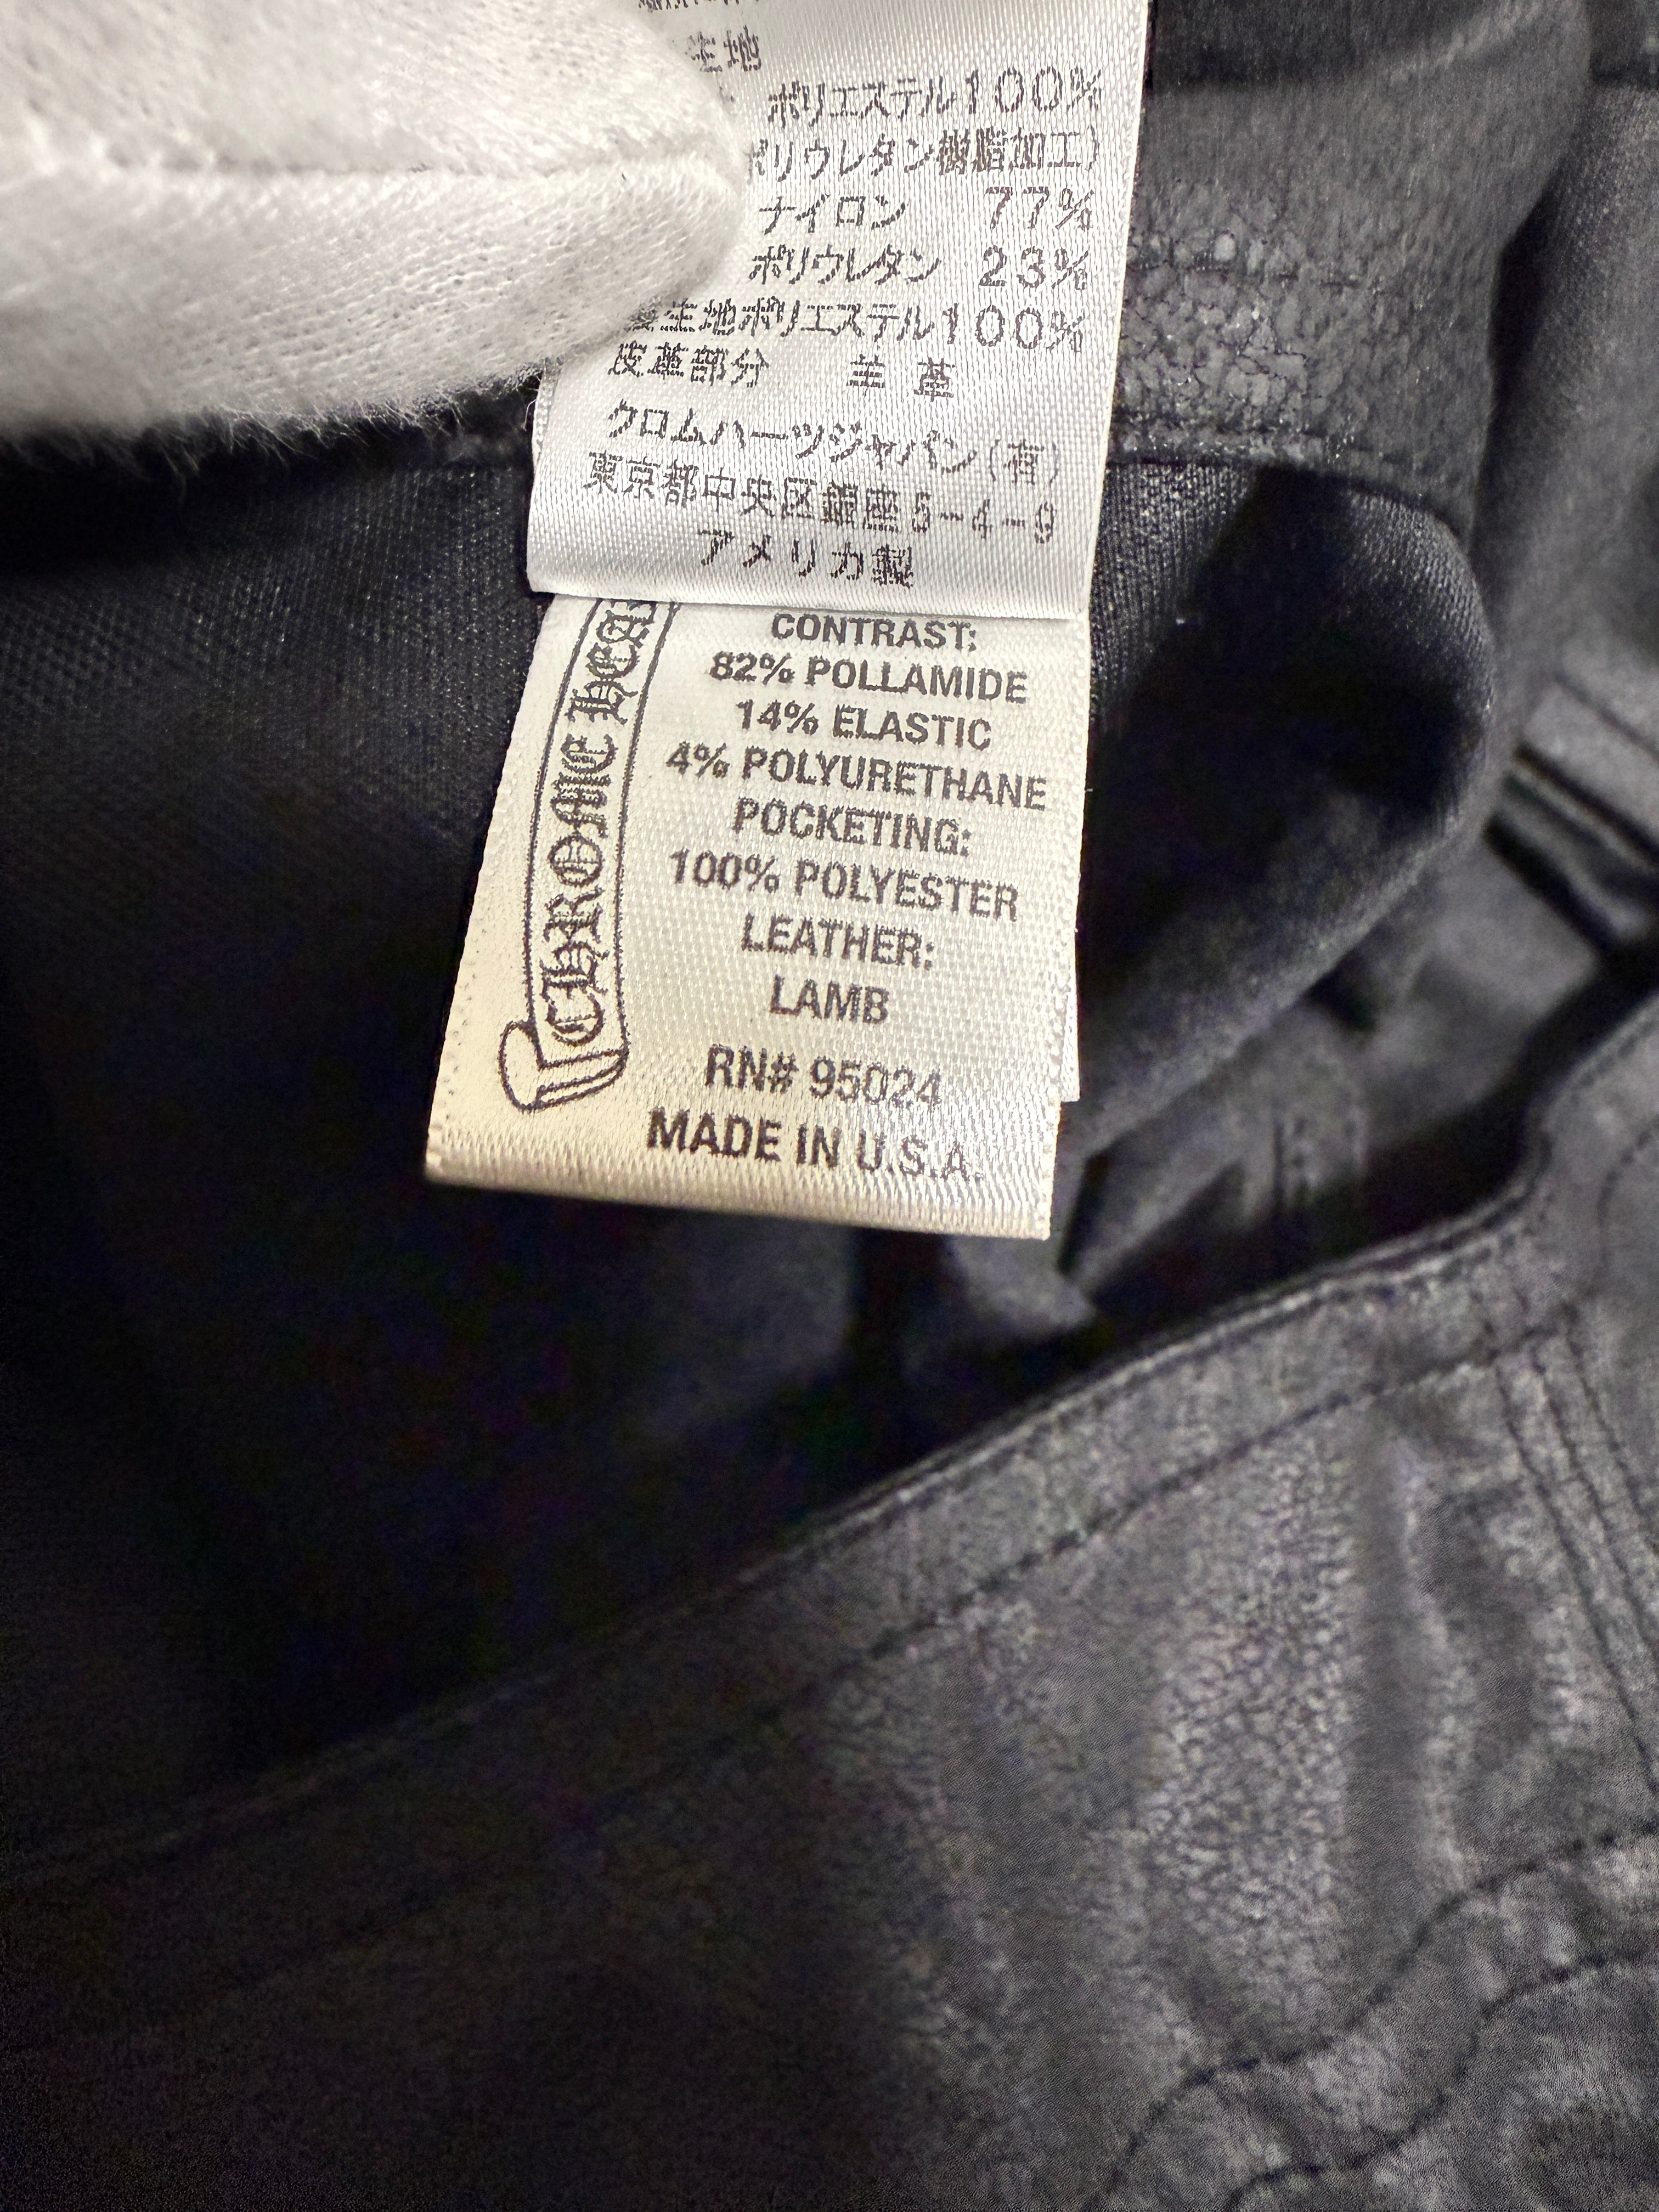 生地
ポリエステル100%
ポリウレタン樹脂加工)
ナイロン 77%
ポリウレタン 23%
ポリエステル100%
皮革部分 羊革
クロムハーツジャパン(有)
東京都中央区銀座5-4-9
アメリカ製
CHROME HEA
CONTRAST:
82% POLLAMIDE
14% ELASTIC
4% POLYURETHANE
POCKETING:
100% POLYESTER
LEATHER:
LAMB
RN# 95024
MADE IN U.S.A.